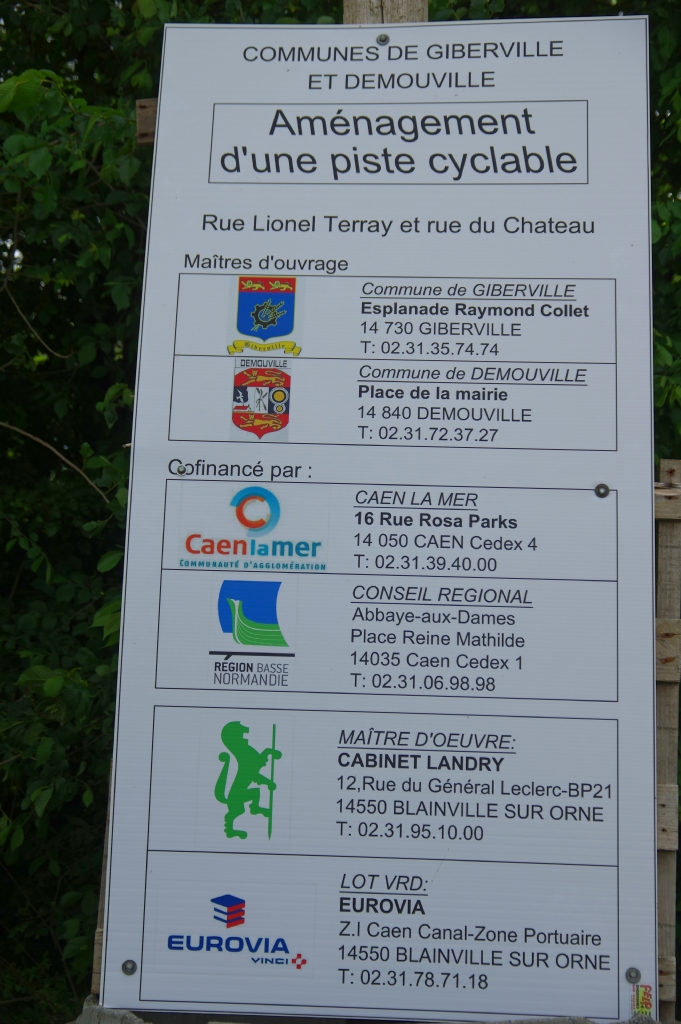 COMMUNES DE GIBERVILLE
ET DEMOUVILLE
Aménagement
d'une piste cyclable
Rue Lionel Terray et rue du Chateau
Maîtres d'ouvrage
Giberville
Commune de GIBERVILLE
Esplanade Raymond Collet
14 730 GIBERVILLE
T: 02.31.35.74.74
DEMOUVILLE
Commune de DEMOUVILLE
Place de la mairie
14 840 DEMOUVILLE
T: 02.31.72.37.27
Cofinancé par :
Caenlamer
COMMUNAUTÉ D'AGGLOMÉRATION
CAEN LA MER
16 Rue Rosa Parks
14 050 CAEN Cedex 4
T: 02.31.39.40.00
RÉGION BASSE
NORMANDIE
CONSEIL REGIONAL
Abbaye-aux-Dames
Place Reine Mathilde
14035 Caen Cedex 1
T: 02.31.06.98.98
MAÎTRE D'OEUVRE:
CABINET LANDRY
12,Rue du Général Leclerc-BP21
14550 BLAINVILLE SUR ORNE
T: 02.31.95.10.00
EUROVIA
VINCI
LOT VRD:
EUROVIA
Z.I Caen Canal-Zone Portuaire
14550 BLAINVILLE SUR ORNE
T: 02.31.78.71.18